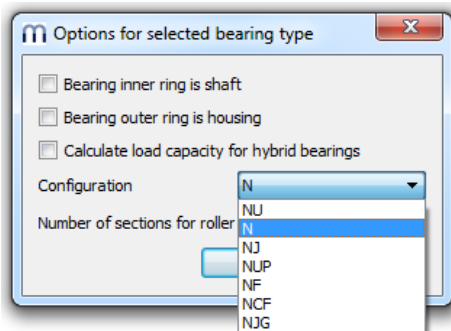 Options for selected bearing type
Bearing inner ring is shaft
Bearing outer ring is housing
Calculate load capacity for hybrid bearings
Configuration N
NU
Number of sections for roller N
NJ
NUP
NF
NCF
NJG